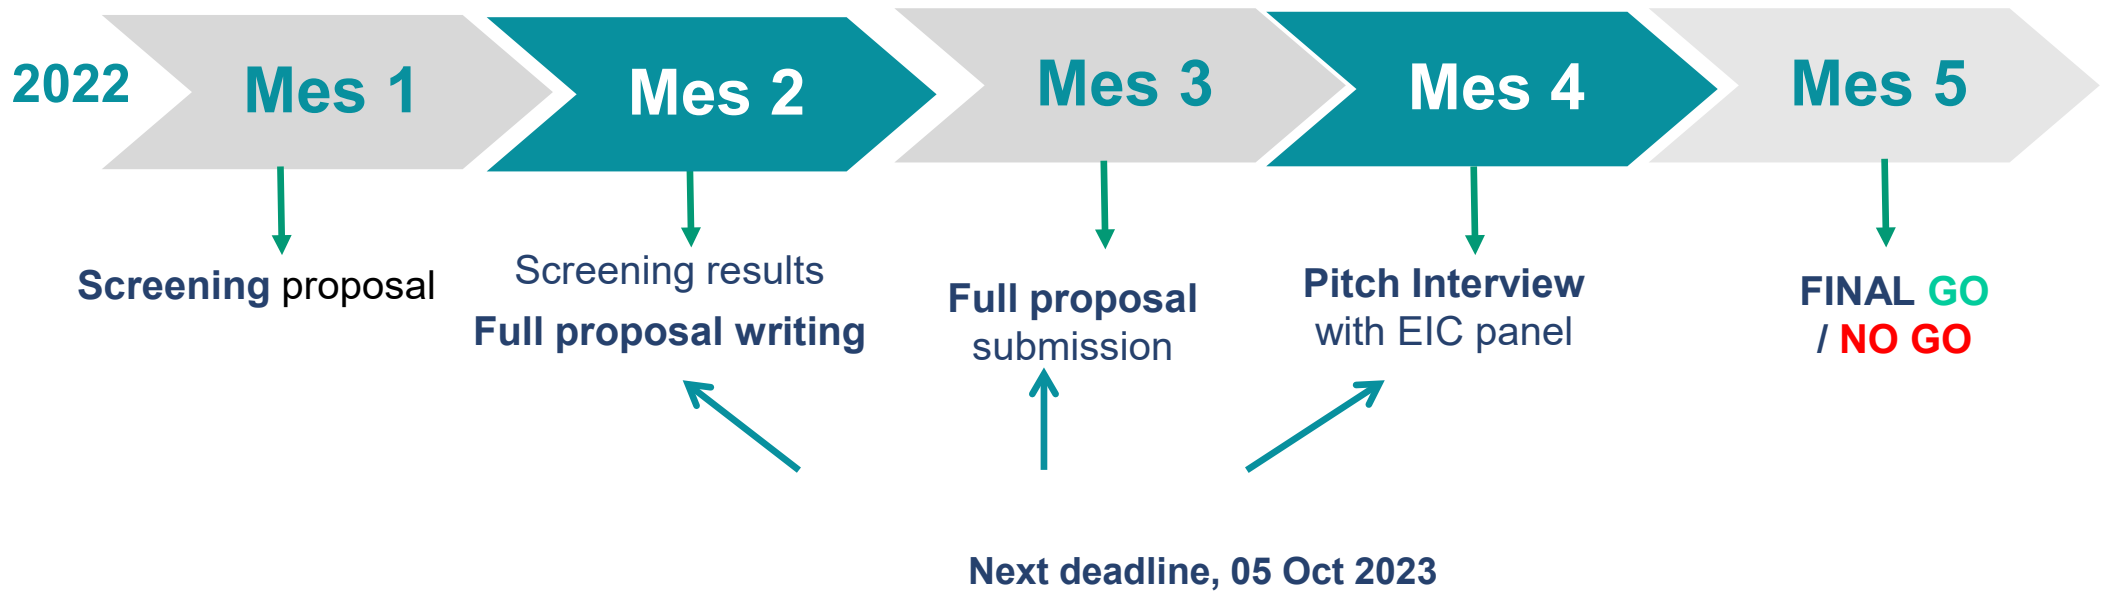 2022
Mes 1
Mes 2
Mes 3
Mes 4
Mes 5
Screening proposal
Screening results
Full proposal writing
Full proposal
submission
Pitch Interview
with EIC panel
FINAL GO
/ NO GO
Next deadline, 05 Oct 2023